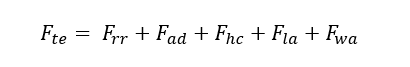 F_te = F_rr + F_ad + F_hc + F_la + F_wa